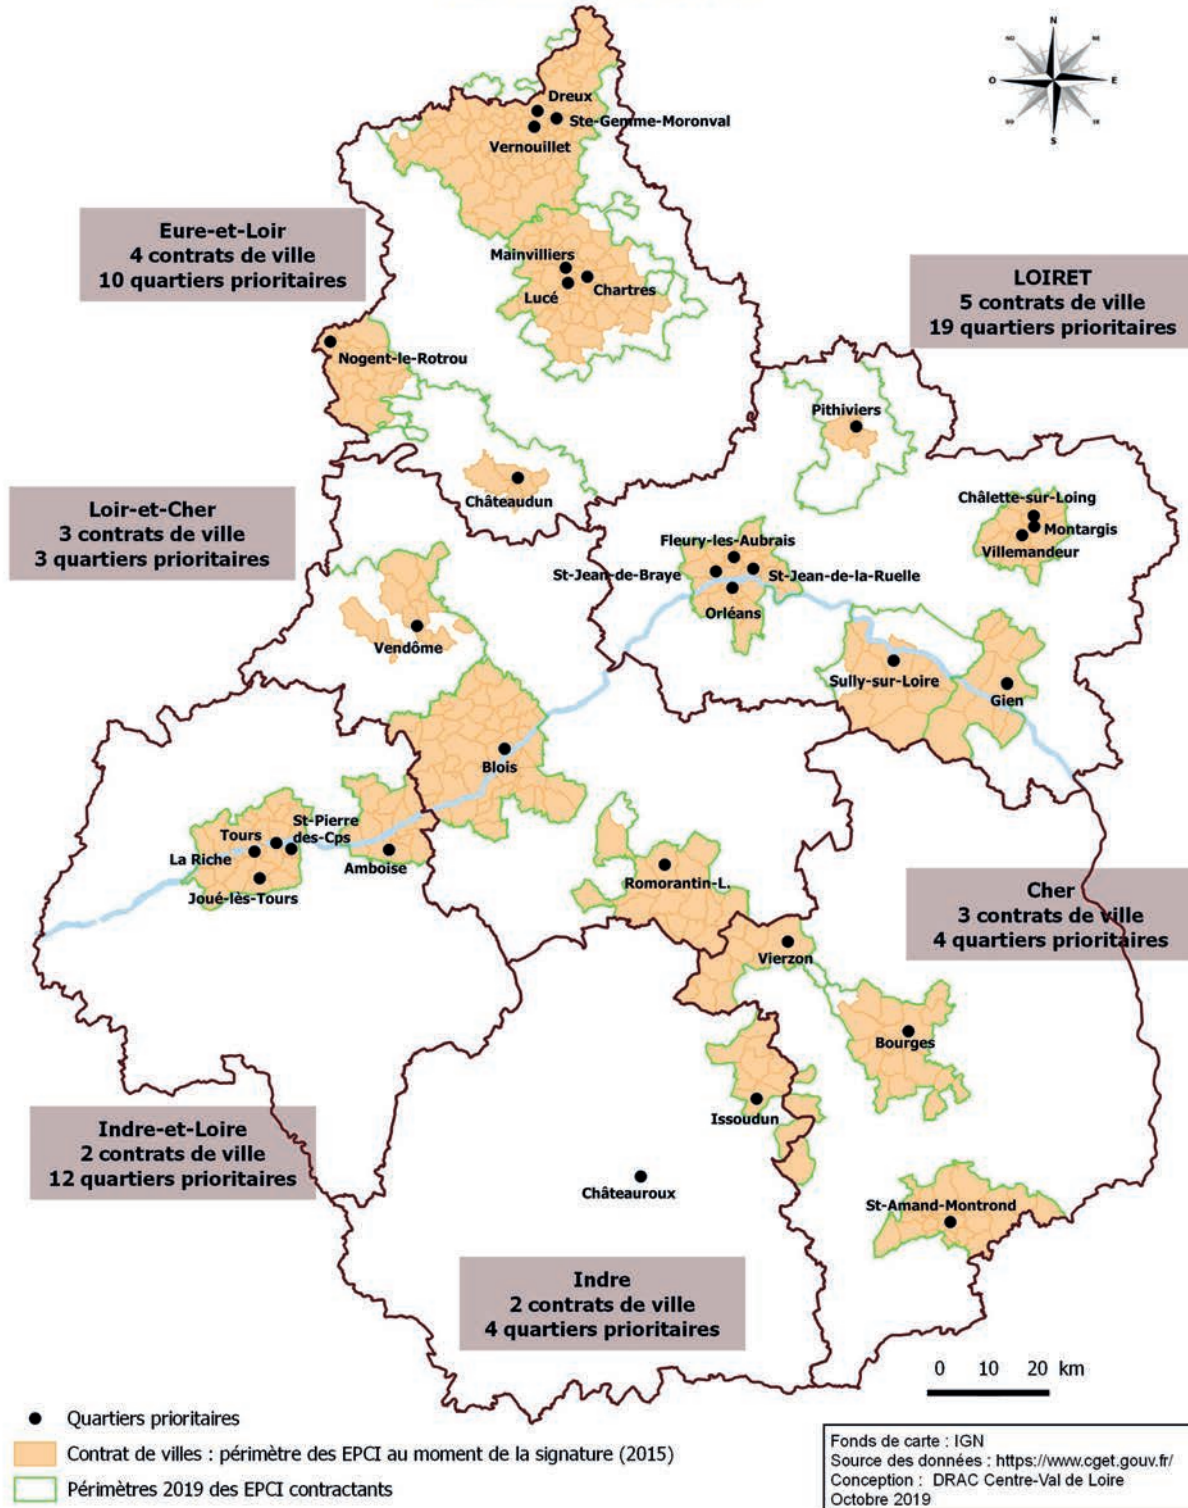 N
NO
NE
O
E
SO
SE
S
Dreux
Ste-Gemme-Moronval
Vernouillet
Eure-et-Loir
4 contrats de ville
10 quartiers prioritaires
Mainvilliers
Lucé
Chartres
LOIRET
5 contrats de ville
19 quartiers prioritaires
Nogent-le-Rotrou
Pithiviers
Châteaudun
Loir-et-Cher
3 contrats de ville
3 quartiers prioritaires
Châlette-sur-Loing
Montargis
Villemandeur
Fleury-les-Aubrais
St-Jean-de-Braye
St-Jean-de-la-Ruelle
Orléans
Vendôme
Sully-sur-Loire
Gien
Blois
Tours
St-Pierre
des-Cps
La Riche
Amboise
Joué-lès-Tours
Romorantin-L.
Cher
3 contrats de ville
4 quartiers prioritaires
Vierzon
Bourges
Issoudun
Indre-et-Loire
2 contrats de ville
12 quartiers prioritaires
Châteauroux
St-Amand-Montrond
Indre
2 contrats de ville
4 quartiers prioritaires
0 10 20 km
Quartiers prioritaires
Contrat de villes : périmètre des EPCI au moment de la signature (2015)
Périmètres 2019 des EPCI contractants
Fonds de carte : IGN
Source des données : https://www.cget.gouv.fr/
Conception : DRAC Centre-Val de Loire
Octobre 2019